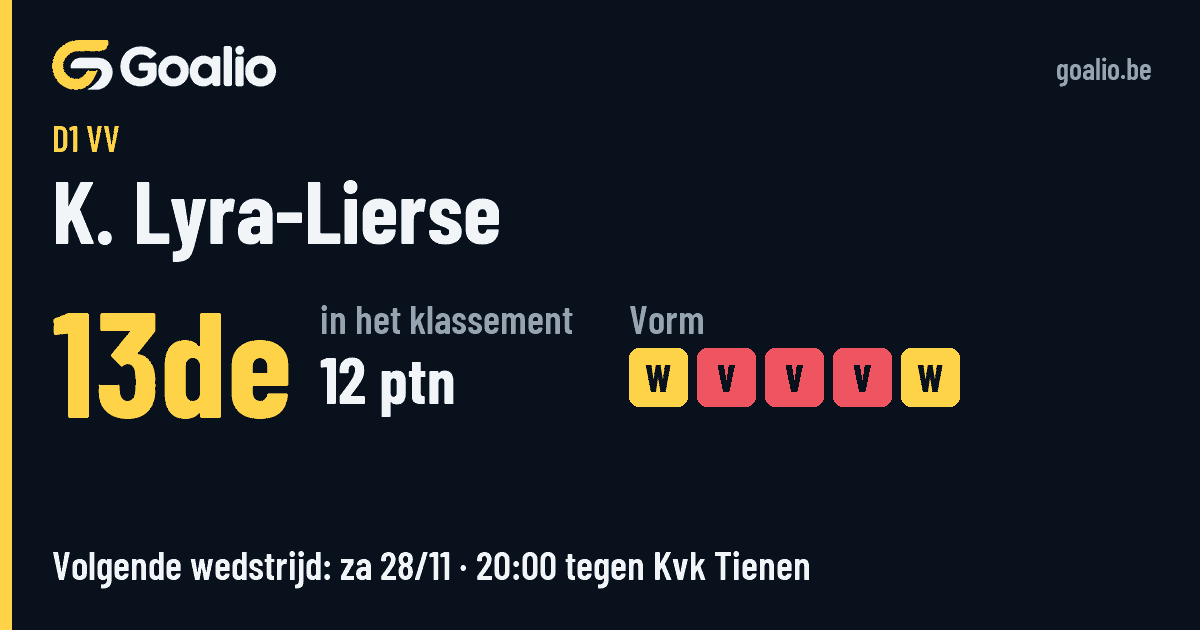 Goalio
goalio.be
D1 VV
K. Lyra-Lierse
13de
in het klassement
12 ptn
Vorm
W V V V W
Volgende wedstrijd: za 28/11 · 20:00 tegen Kvk Tienen